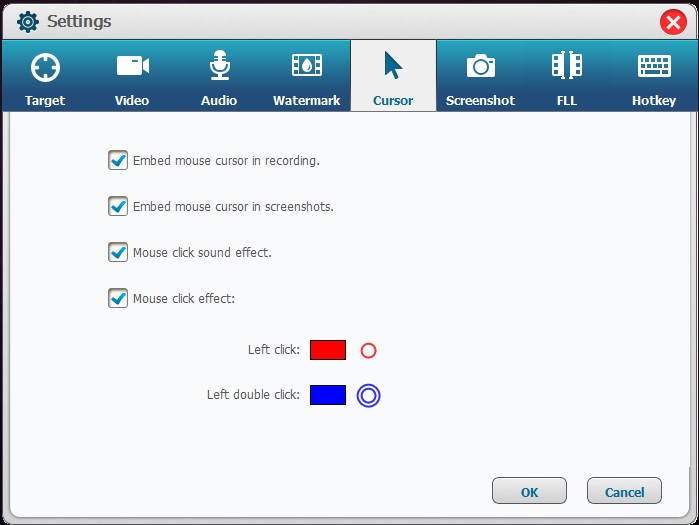 Settings
Target Video Audio Watermark Cursor Screenshot FLL Hotkey
Embed mouse cursor in recording.
Embed mouse cursor in screenshots.
Mouse click sound effect.
Mouse click effect:
Left click:
Left double click:
OK Cancel